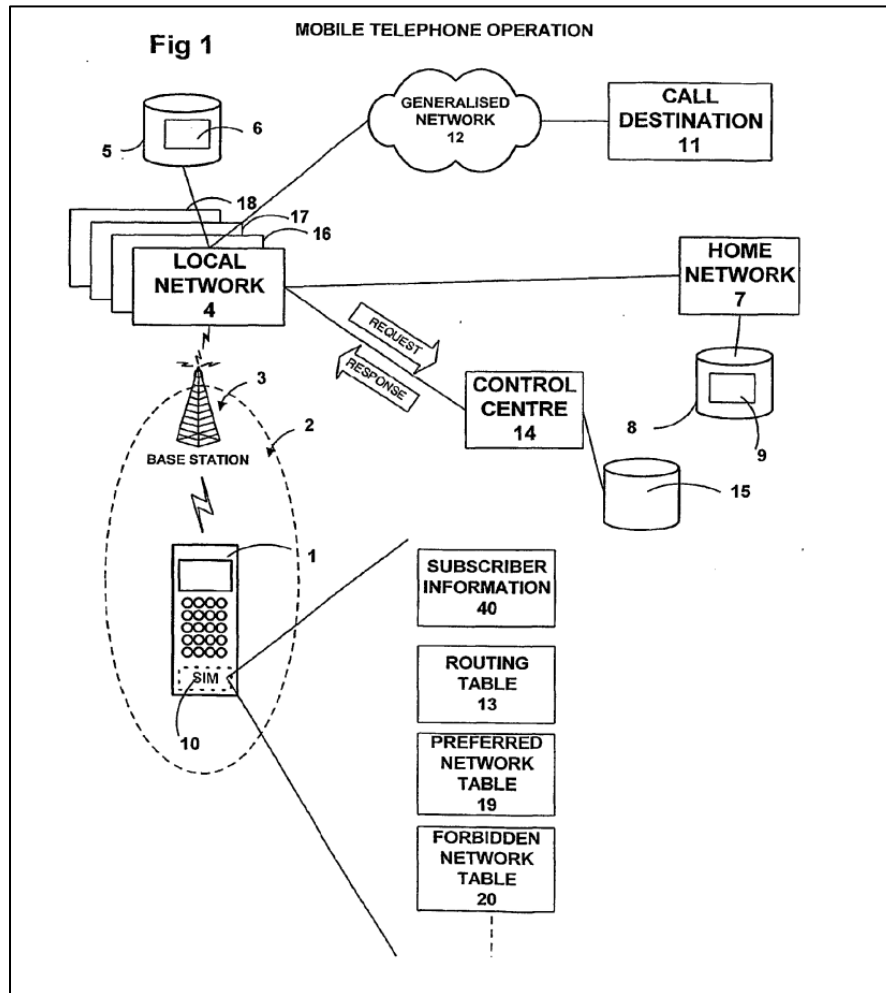 MOBILE TELEPHONE OPERATION
Fig 1
GENERALISED
NETWORK
12
CALL
DESTINATION
11
6
5
18
17
16
LOCAL
NETWORK
4
HOME
NETWORK
7
REQUEST
RESPONSE
CONTROL
CENTRE
14
8
9
15
3
2
BASE STATION
1
SIM
10
SUBSCRIBER
INFORMATION
40
ROUTING
TABLE
13
PREFERRED
NETWORK
TABLE
19
FORBIDDEN
NETWORK
TABLE
20